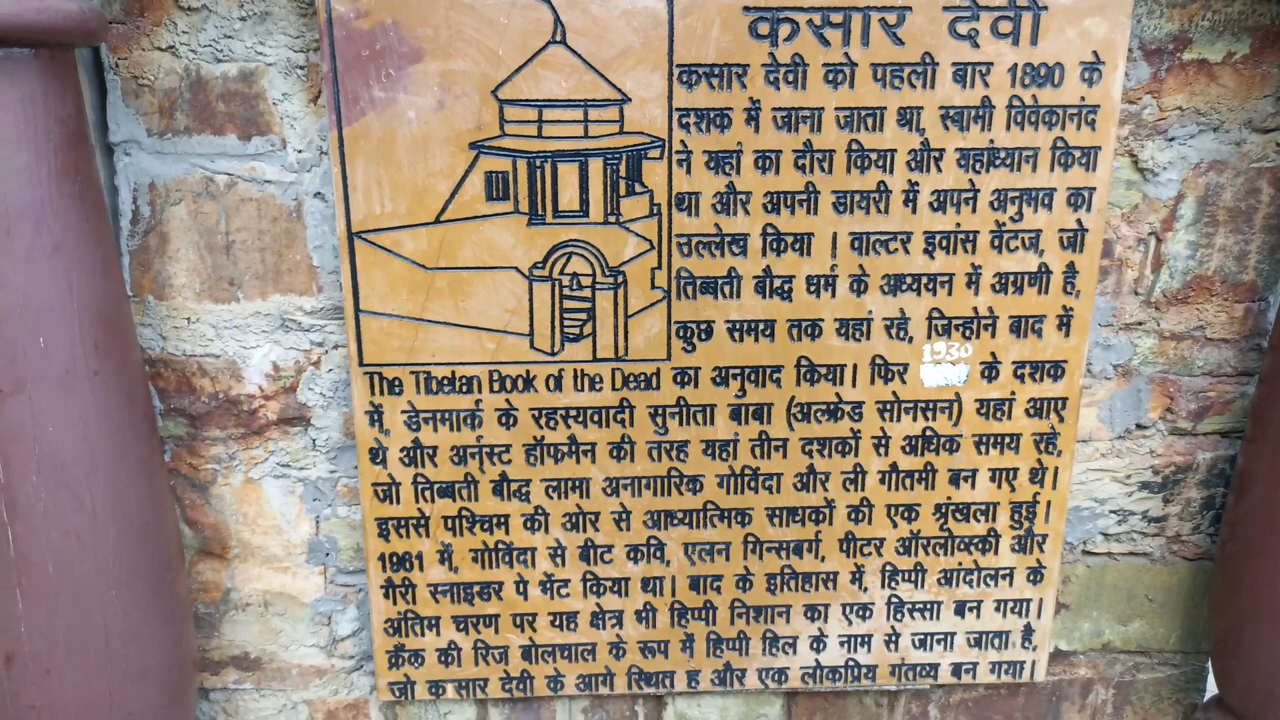 कसार देवी
कसार देवी को पहली बार 1890 के
दशक में जाना जाता था, स्वामी विवेकानंद
ने यहां का दौरा किया और यहांध्यान किया
था और अपनी डायरी में अपने अनुभव का
उल्लेख किया । वाल्टर इवांस वेंटज, जो
तिब्बती बौद्ध धर्म के अध्ययन में अग्रणी है,
कुछ समय तक यहां रहे, जिन्होने बाद में
The Tibetan Book of the Dead का अनुवाद किया। फिर 1930 के दशक
में, डेनमार्क के रहस्यवादी सुनीता बाबा (अल्फ्रेड सोनसन) यहां आए
थे और अर्न्स्ट हॉफमैन की तरह यहां तीन दशकों से अधिक समय रहे,
जो तिब्बती बौद्ध लामा अनागारिक गोविंदा और ली गौतमी बन गए थे।
इससे पश्चिम की ओर से आध्यात्मिक साधकों की एक श्रृंखला हुई।
1961 में, गोविंदा से बीट कवि, एलन गिन्सबर्ग, पीटर ऑरलोव्स्की और
गैरी स्नाइडर पे भेंट किया था। बाद के इतिहास में, हिप्पी आंदोलन के
अंतिम चरण पर यह क्षेत्र भी हिप्पी निशान का एक हिस्सा बन गया।
क्रैंक की रिज बोलचाल के रूप में हिप्पी हिल के नाम से जाना जाता है,
जो कसार देवी के आगे स्थित ह और एक लोकप्रिय गंतव्य बन गया।